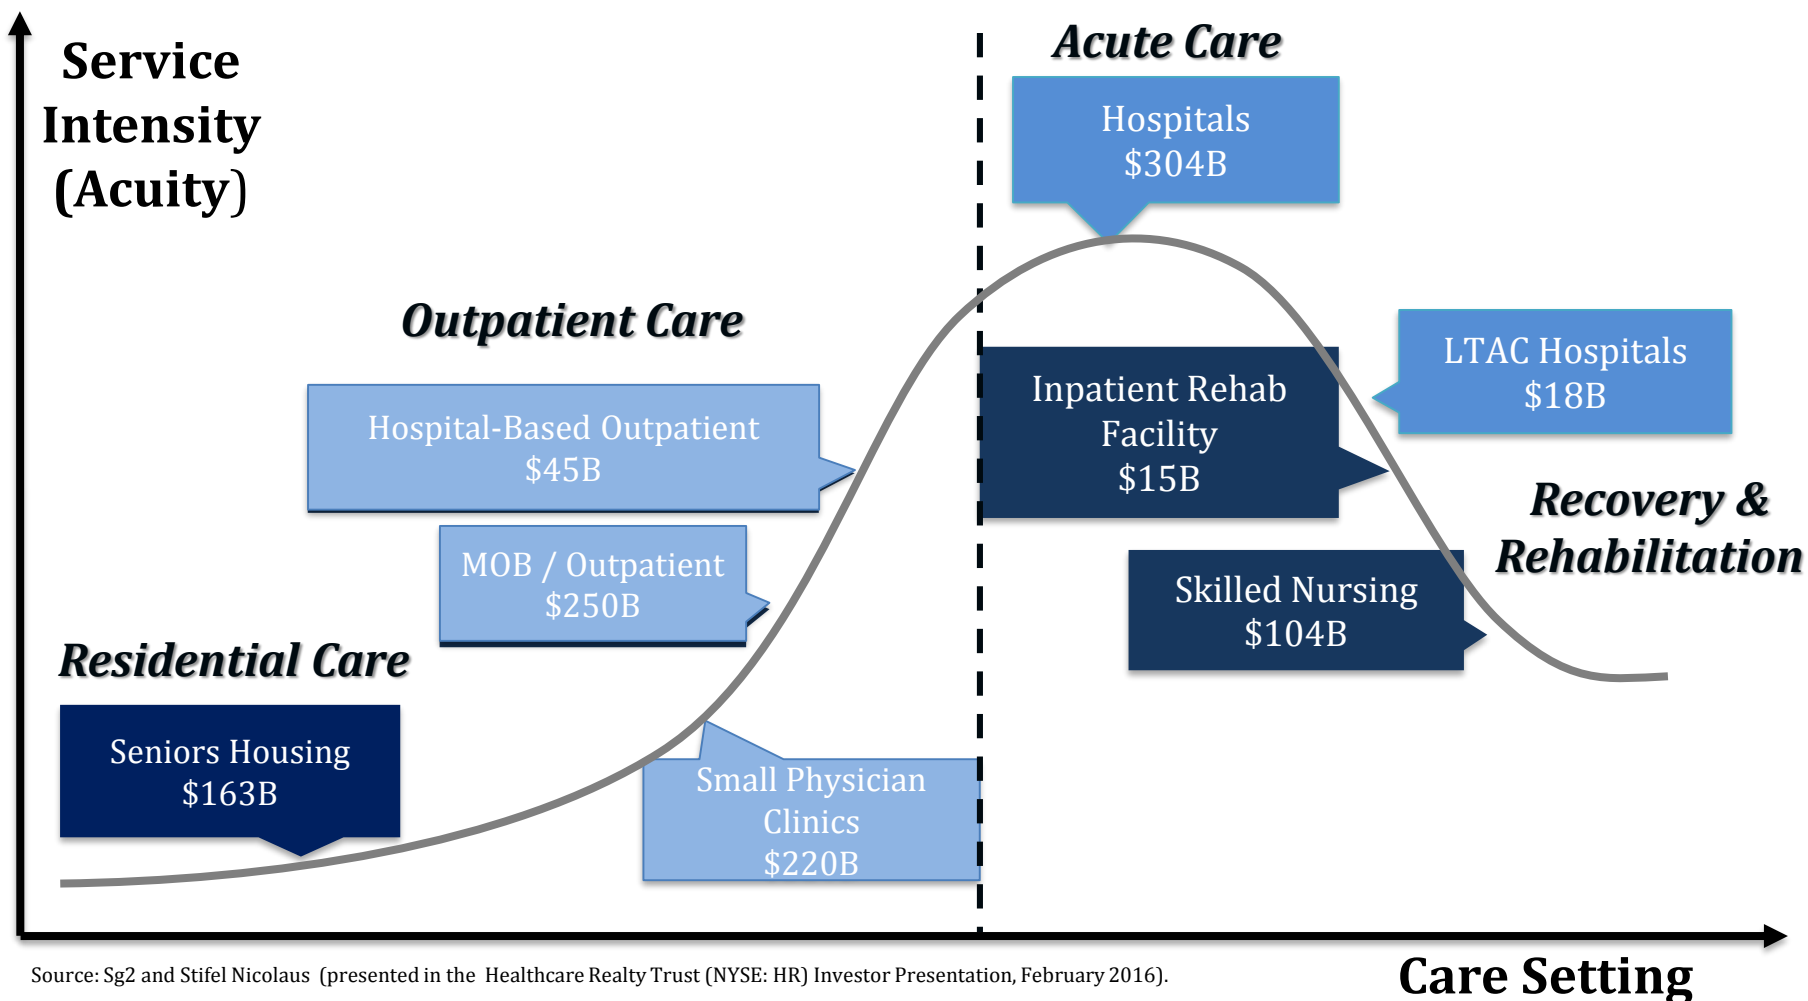 Service
Intensity
(Acuity)
Acute Care
Hospitals
$304B
Outpatient Care
Hospital-Based Outpatient
$45B
MOB / Outpatient
$250B
Inpatient Rehab
Facility
$15B
LTAC Hospitals
$18B
Recovery &
Rehabilitation
Skilled Nursing
$104B
Residential Care
Seniors Housing
$163B
Small Physician
Clinics
$220B
Care Setting
Source: Sg2 and Stifel Nicolaus (presented in the Healthcare Realty Trust (NYSE: HR) Investor Presentation, February 2016).